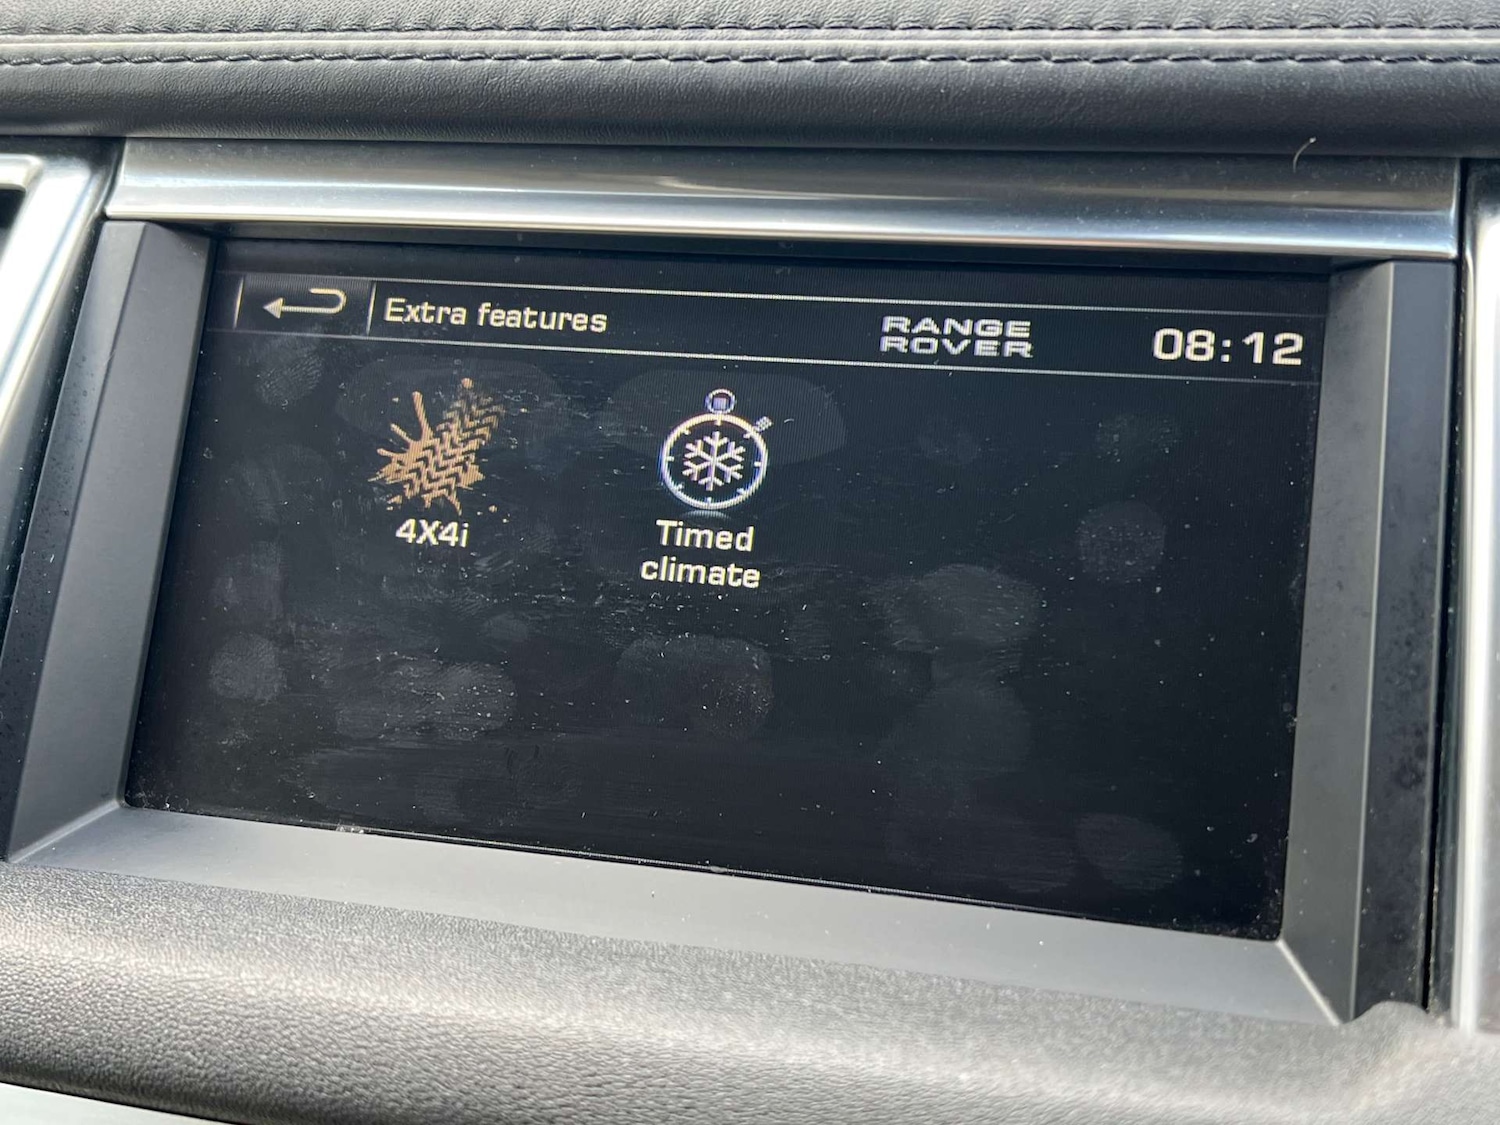 Extra features
RANGE
ROVER
08:12
4X4i
Timed
climate